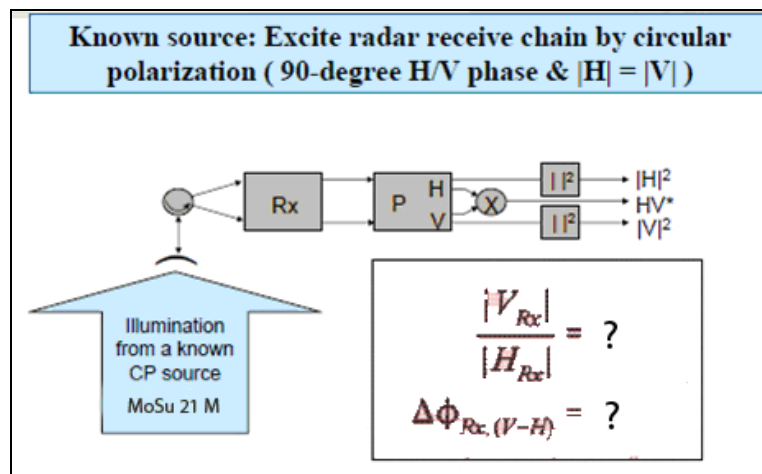 Known source: Excite radar receive chain by circular
polarization ( 90-degree H/V phase & |H| = |V| )
Rx
P
H
V
X
| |²
| |²
|H|²
HV*
|V|²
Illumination
from a known
CP source
MoSu 21 M
|V_Rx| / |H_Rx| = ?
Δϕ_Rx, (V−H) = ?